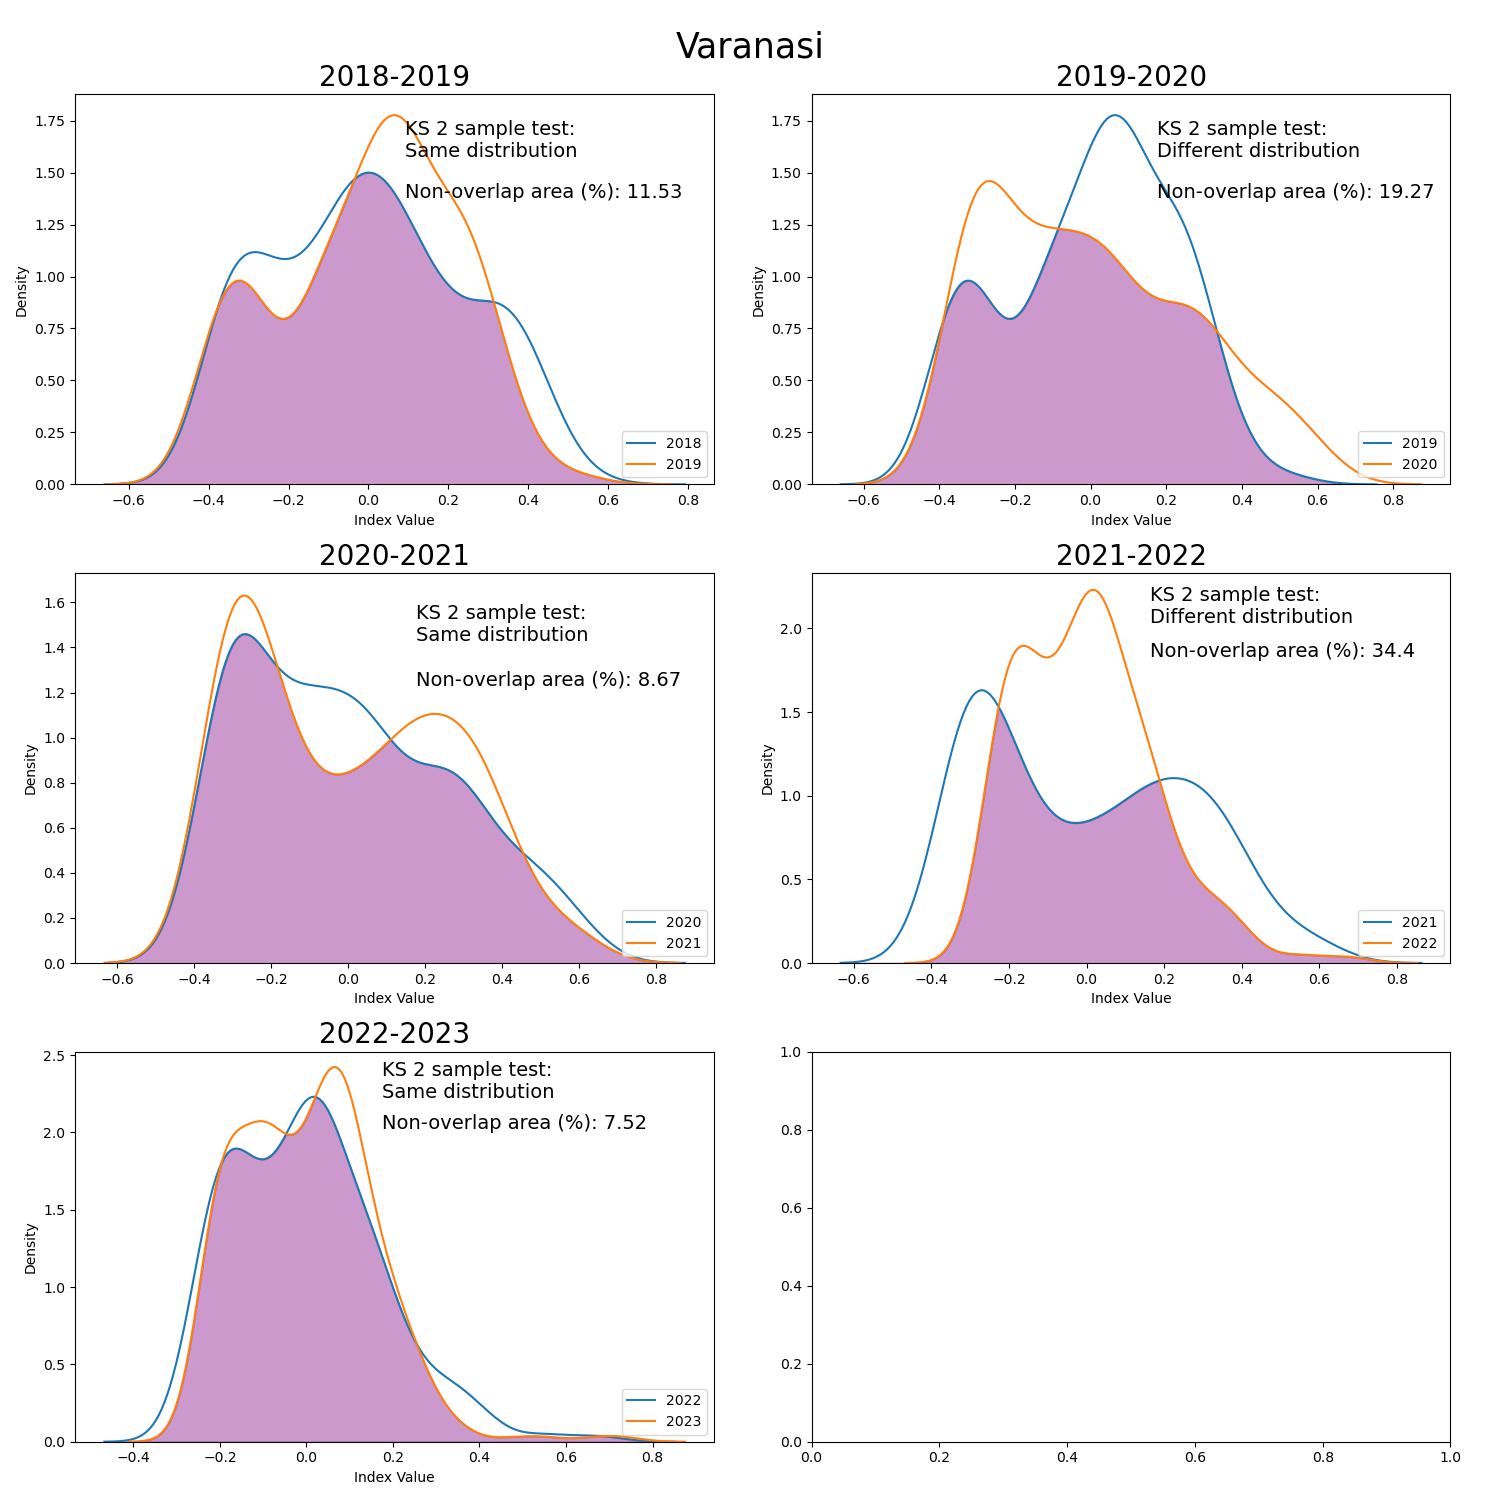 Varanasi
2018-2019
KS 2 sample test:
Same distribution
Non-overlap area (%): 11.53
Density
1.75
1.50
1.25
1.00
0.75
0.50
0.25
0.00
−0.6 −0.4 −0.2 0.0 0.2 0.4 0.6 0.8
Index Value
2018
2019
2019-2020
KS 2 sample test:
Different distribution
Non-overlap area (%): 19.27
Density
1.75
1.50
1.25
1.00
0.75
0.50
0.25
0.00
−0.6 −0.4 −0.2 0.0 0.2 0.4 0.6 0.8
Index Value
2019
2020
2020-2021
KS 2 sample test:
Same distribution
Non-overlap area (%): 8.67
Density
1.6
1.4
1.2
1.0
0.8
0.6
0.4
0.2
0.0
−0.6 −0.4 −0.2 0.0 0.2 0.4 0.6 0.8
Index Value
2020
2021
2021-2022
KS 2 sample test:
Different distribution
Non-overlap area (%): 34.4
Density
2.0
1.5
1.0
0.5
0.0
−0.6 −0.4 −0.2 0.0 0.2 0.4 0.6 0.8
Index Value
2021
2022
2022-2023
KS 2 sample test:
Same distribution
Non-overlap area (%): 7.52
Density
2.5
2.0
1.5
1.0
0.5
0.0
−0.4 −0.2 0.0 0.2 0.4 0.6 0.8
Index Value
2022
2023
1.0
0.8
0.6
0.4
0.2
0.0
0.0 0.2 0.4 0.6 0.8 1.0